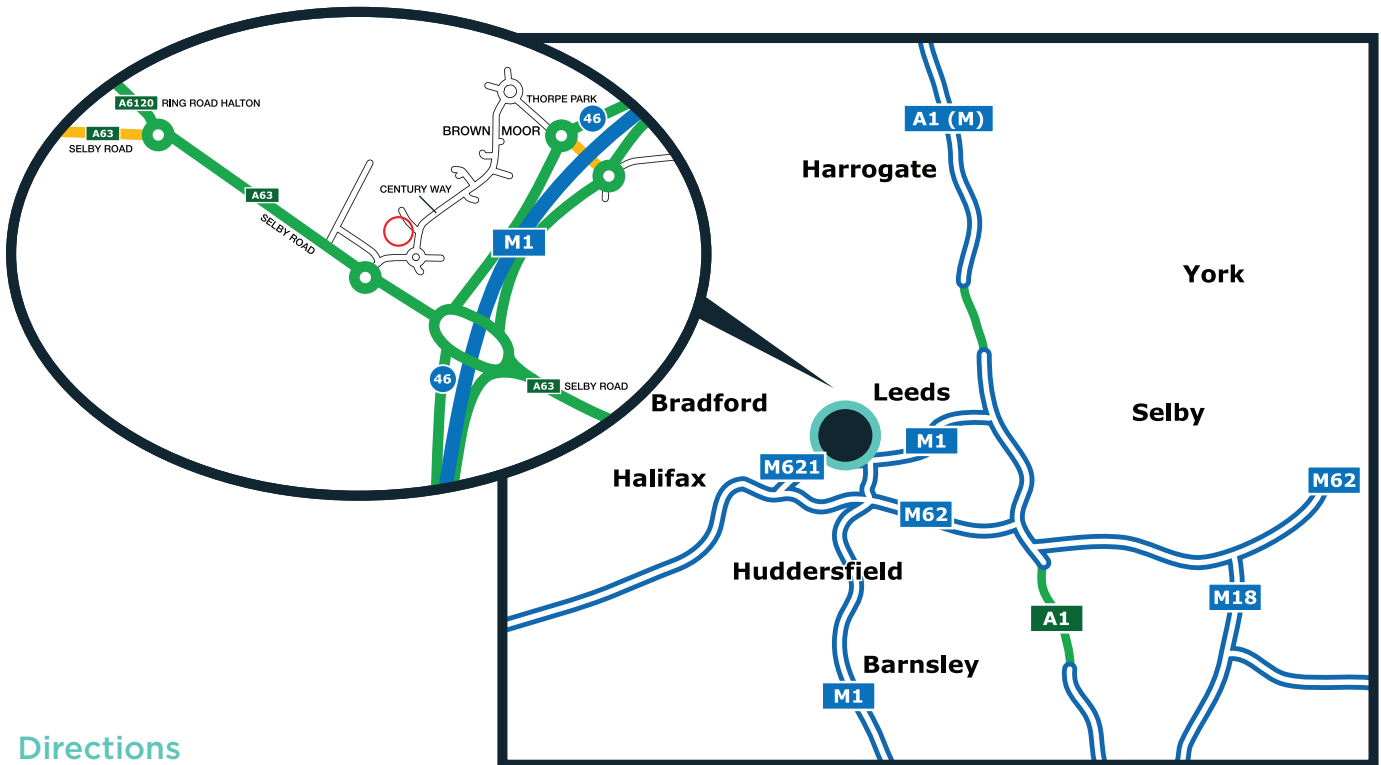 A6120 RING ROAD HALTON
A63
SELBY ROAD
A63
SELBY ROAD
THORPE PARK
46
BROWN MOOR
CENTURY WAY
M1
46
A63 SELBY ROAD
A1 (M)
Harrogate
York
Bradford
Leeds
Selby
M1
M621
Halifax
M62
M62
Huddersfield
M18
A1
Barnsley
M1
Directions